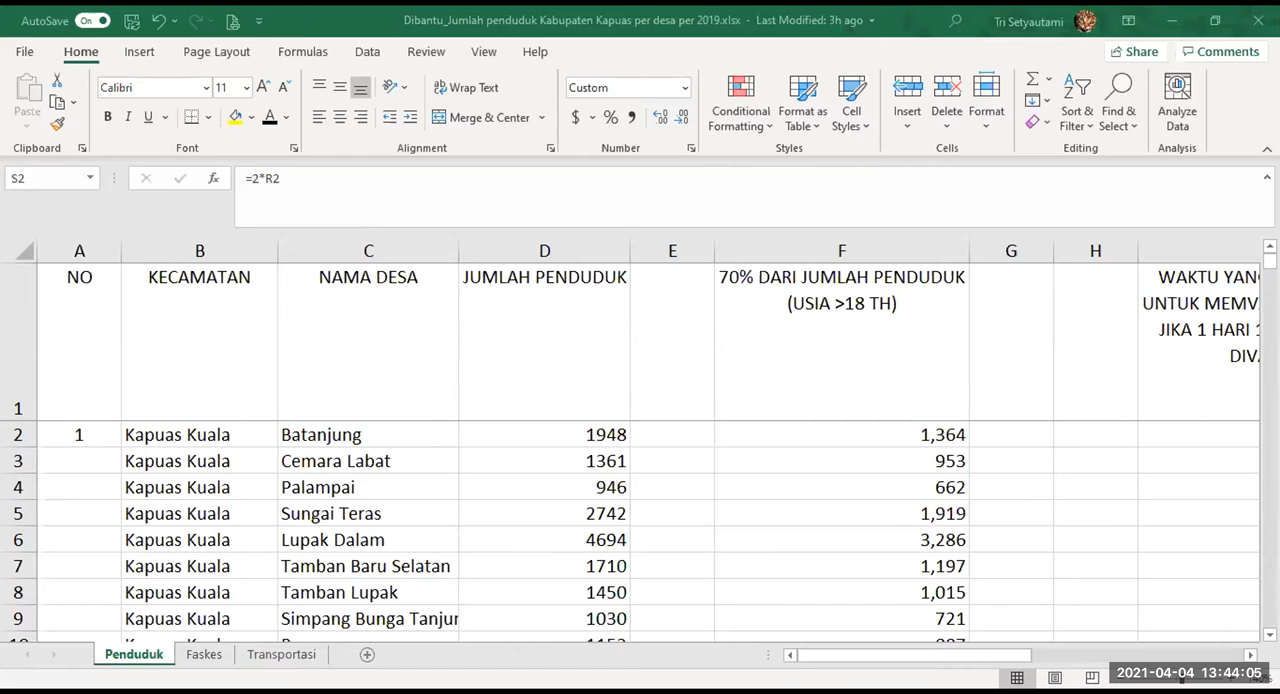 AutoSave On Dibantu_Jumlah penduduk Kabupaten Kapuas per desa per 2019.xlsx - Last Modified: 3h ago Tri Setyautami
File Home Insert Page Layout Formulas Data Review View Help Share Comments
Paste Calibri 11 Wrap Text Custom Conditional Formatting Format as Table Cell Styles Insert Delete Format Sort & Filter Find & Select Analyze Data
B I U A Merge & Center $ %
Clipboard Font Alignment Number Styles Cells Editing Analysis
S2 fx =2*R2
A B C D E F G H
1 NO KECAMATAN NAMA DESA JUMLAH PENDUDUK 70% DARI JUMLAH PENDUDUK (USIA >18 TH) WAKTU YANG UNTUK MEMV JIKA 1 HARI 1 DIV
2 1 Kapuas Kuala Batanjung 1948 1,364
3 Kapuas Kuala Cemara Labat 1361 953
4 Kapuas Kuala Palampai 946 662
5 Kapuas Kuala Sungai Teras 2742 1,919
6 Kapuas Kuala Lupak Dalam 4694 3,286
7 Kapuas Kuala Tamban Baru Selatan 1710 1,197
8 Kapuas Kuala Tamban Lupak 1450 1,015
9 Kapuas Kuala Simpang Bunga Tanjur 1030 721
Penduduk Faskes Transportasi
2021-04-04 13:44:05